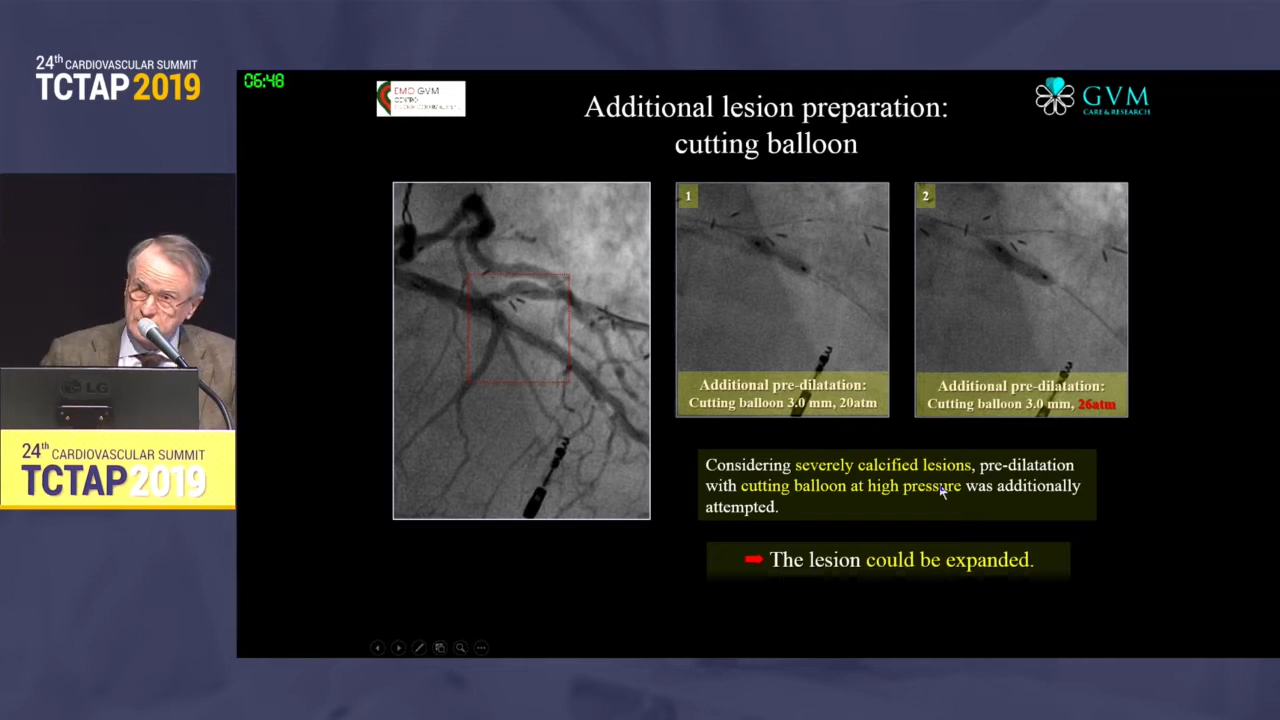 24th CARDIOVASCULAR SUMMIT
TCTAP 2019
06:48
EMO GVM
CENTRO
GVM
CARE & RESEARCH
Additional lesion preparation:
cutting balloon
1
Additional pre-dilatation:
Cutting balloon 3.0 mm, 20atm
2
Additional pre-dilatation:
Cutting balloon 3.0 mm, 26atm
Considering severely calcified lesions, pre-dilatation
with cutting balloon at high pressure was additionally
attempted.
The lesion could be expanded.
LG
24th CARDIOVASCULAR SUMMIT
TCTAP 2019